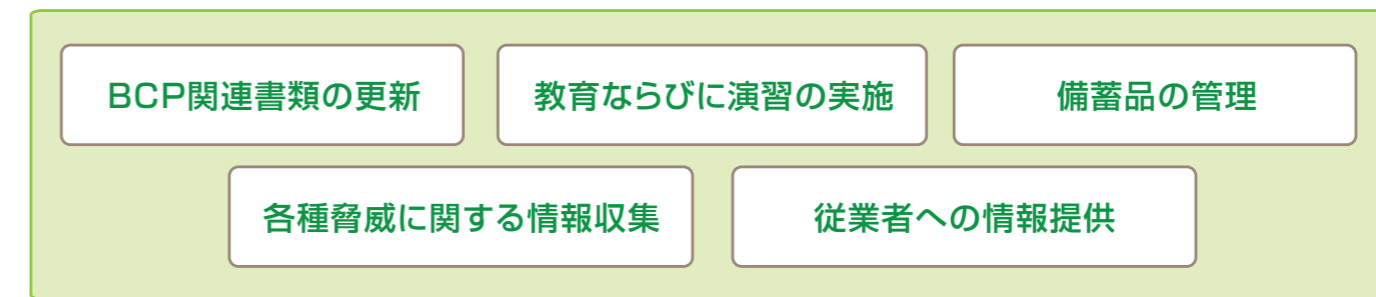 BCP関連書類の更新
教育ならびに演習の実施
備蓄品の管理
各種脅威に関する情報収集
従業者への情報提供